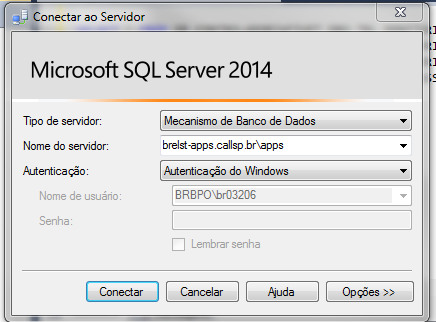 Conectar ao Servidor
Microsoft SQL Server 2014
Tipo de servidor: Mecanismo de Banco de Dados
Nome do servidor: brelst-apps.callsp.br\apps
Autenticação: Autenticação do Windows
Nome de usuário: BRBPO\br03206
Senha:
Lembrar senha
Conectar Cancelar Ajuda Opções >>